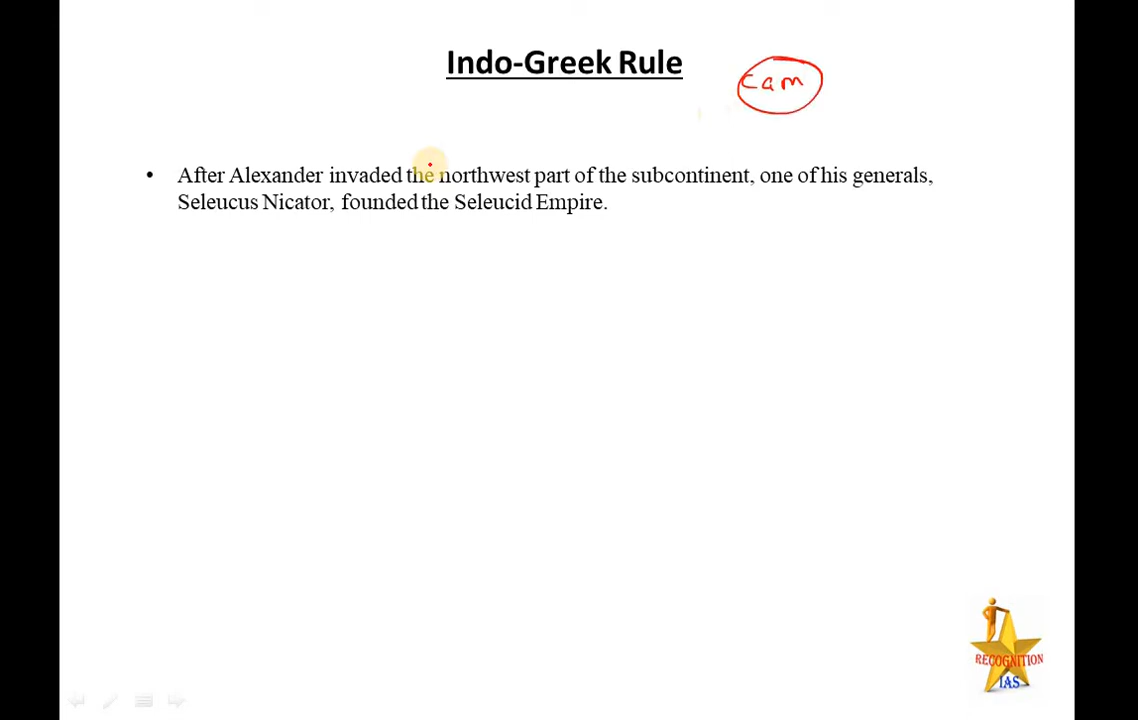 Indo-Greek Rule
cam
• After Alexander invaded the northwest part of the subcontinent, one of his generals,
Seleucus Nicator, founded the Seleucid Empire.
RECOGNITION
IAS